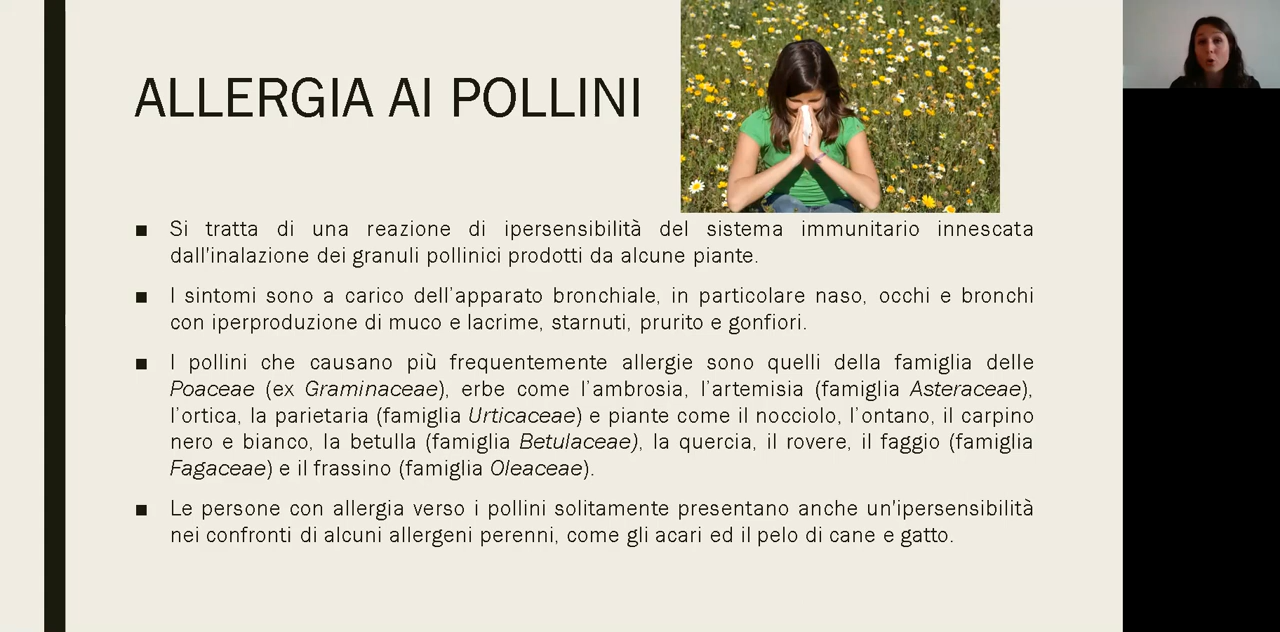 ALLERGIA AI POLLINI
■ Si tratta di una reazione di ipersensibilità del sistema immunitario innescata
dall'inalazione dei granuli pollinici prodotti da alcune piante.
■ I sintomi sono a carico dell'apparato bronchiale, in particolare naso, occhi e bronchi
con iperproduzione di muco e lacrime, starnuti, prurito e gonfiori.
■ I pollini che causano più frequentemente allergie sono quelli della famiglia delle
Poaceae (ex Graminaceae), erbe come l'ambrosia, l'artemisia (famiglia Asteraceae),
l'ortica, la parietaria (famiglia Urticaceae) e piante come il nocciolo, l'ontano, il carpino
nero e bianco, la betulla (famiglia Betulaceae), la quercia, il rovere, il faggio (famiglia
Fagaceae) e il frassino (famiglia Oleaceae).
■ Le persone con allergia verso i pollini solitamente presentano anche un'ipersensibilità
nei confronti di alcuni allergeni perenni, come gli acari ed il pelo di cane e gatto.